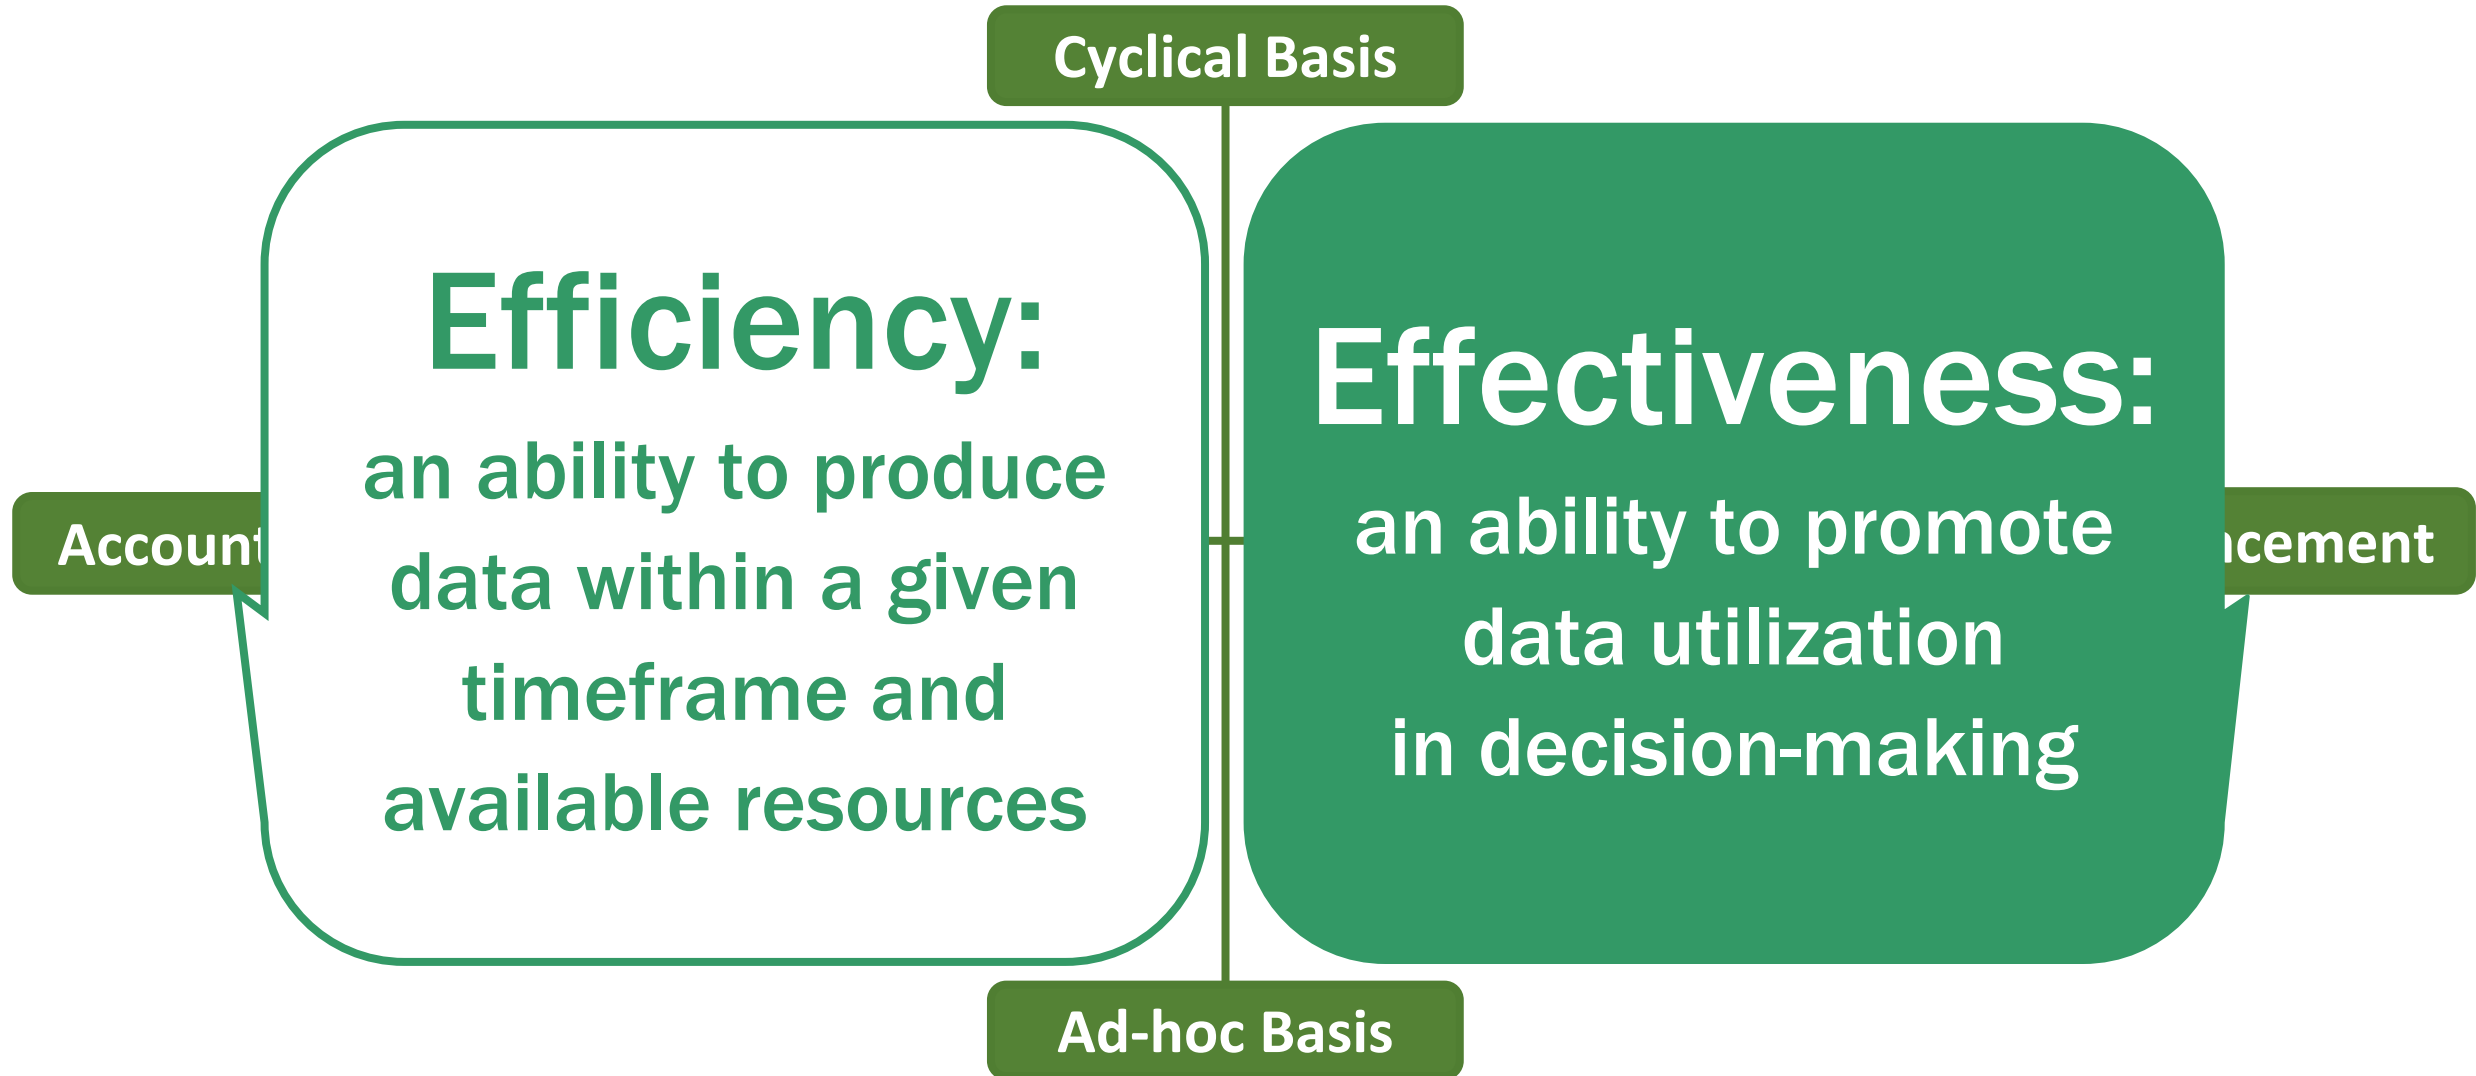 Cyclical Basis
Efficiency:
an ability to produce
data within a given
timeframe and
available resources
Effectiveness:
an ability to promote
data utilization
in decision-making
Ad-hoc Basis